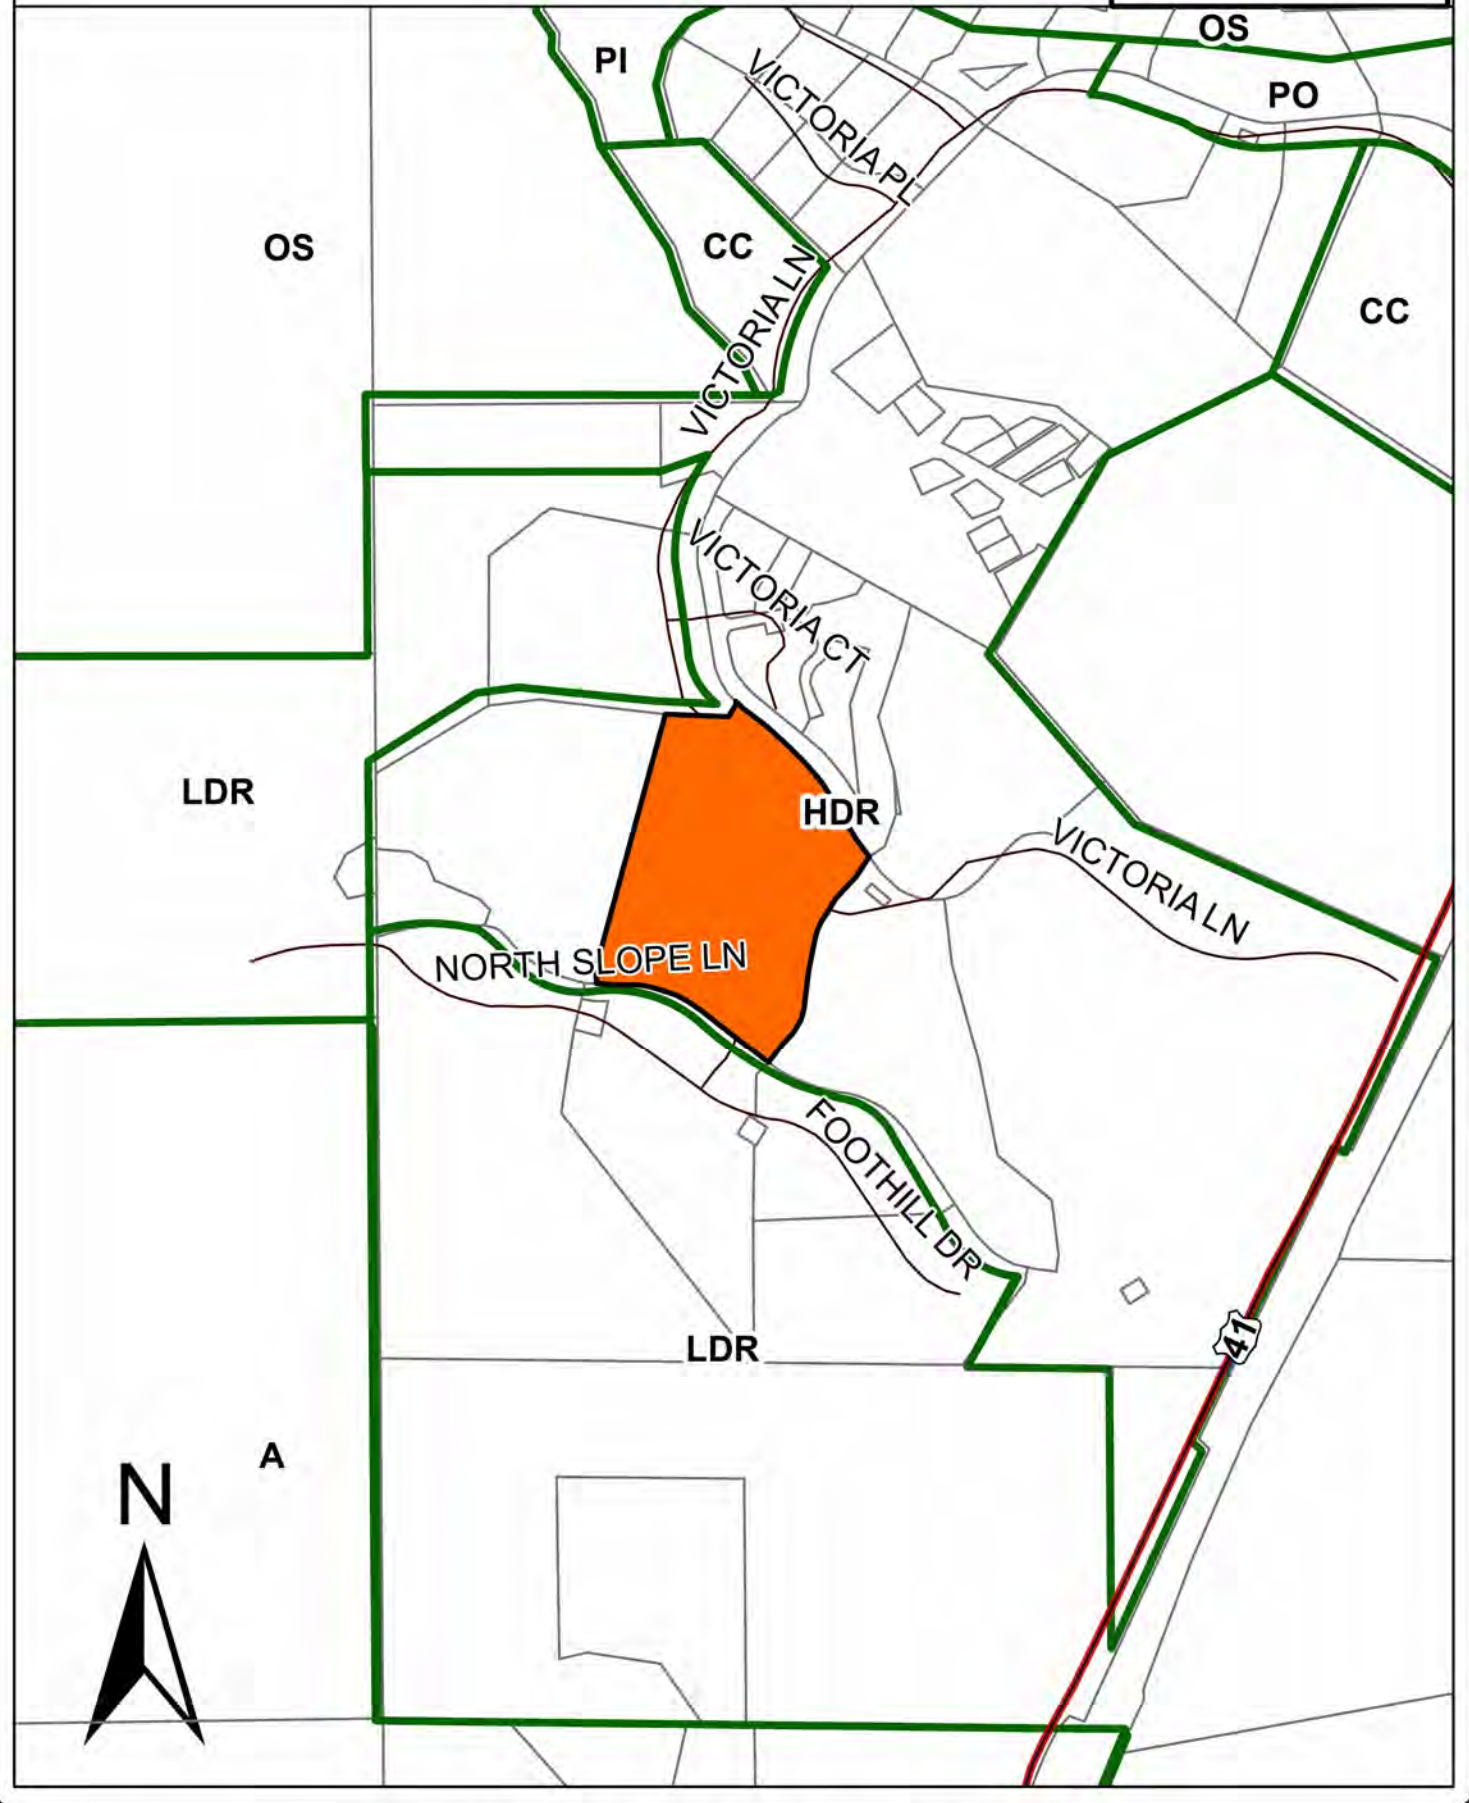 OS
PI
PO
VICTORIA PL
OS
CC
VICTORIA LN
CC
VICTORIA CT
LDR
HDR
VICTORIA LN
NORTH SLOPE LN
FOOTHILL DR
41
LDR
A
N